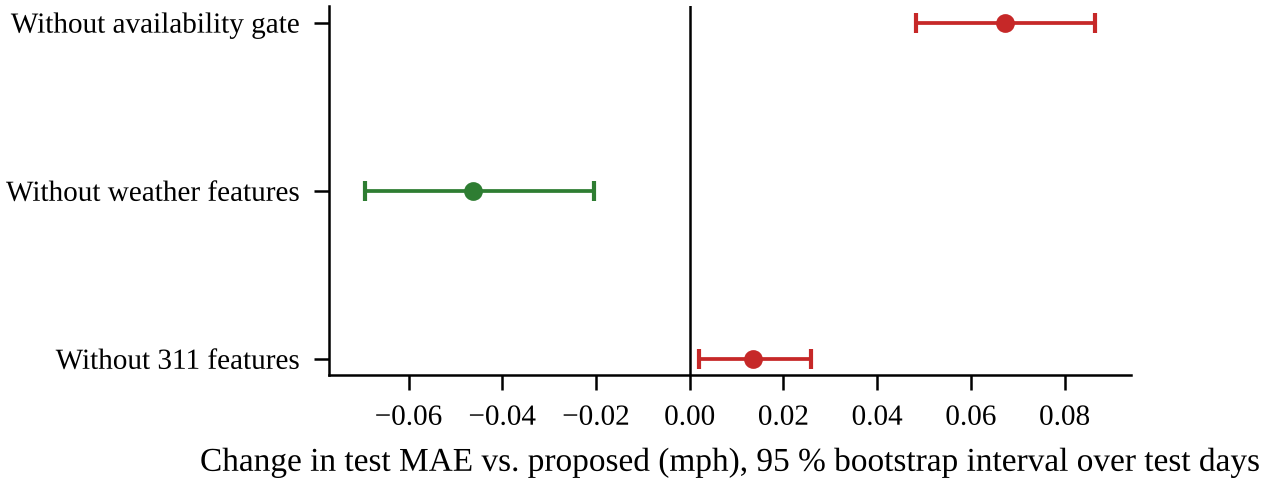 Without availability gate
Without weather features
Without 311 features
−0.06 −0.04 −0.02 0.00 0.02 0.04 0.06 0.08
Change in test MAE vs. proposed (mph), 95 % bootstrap interval over test days